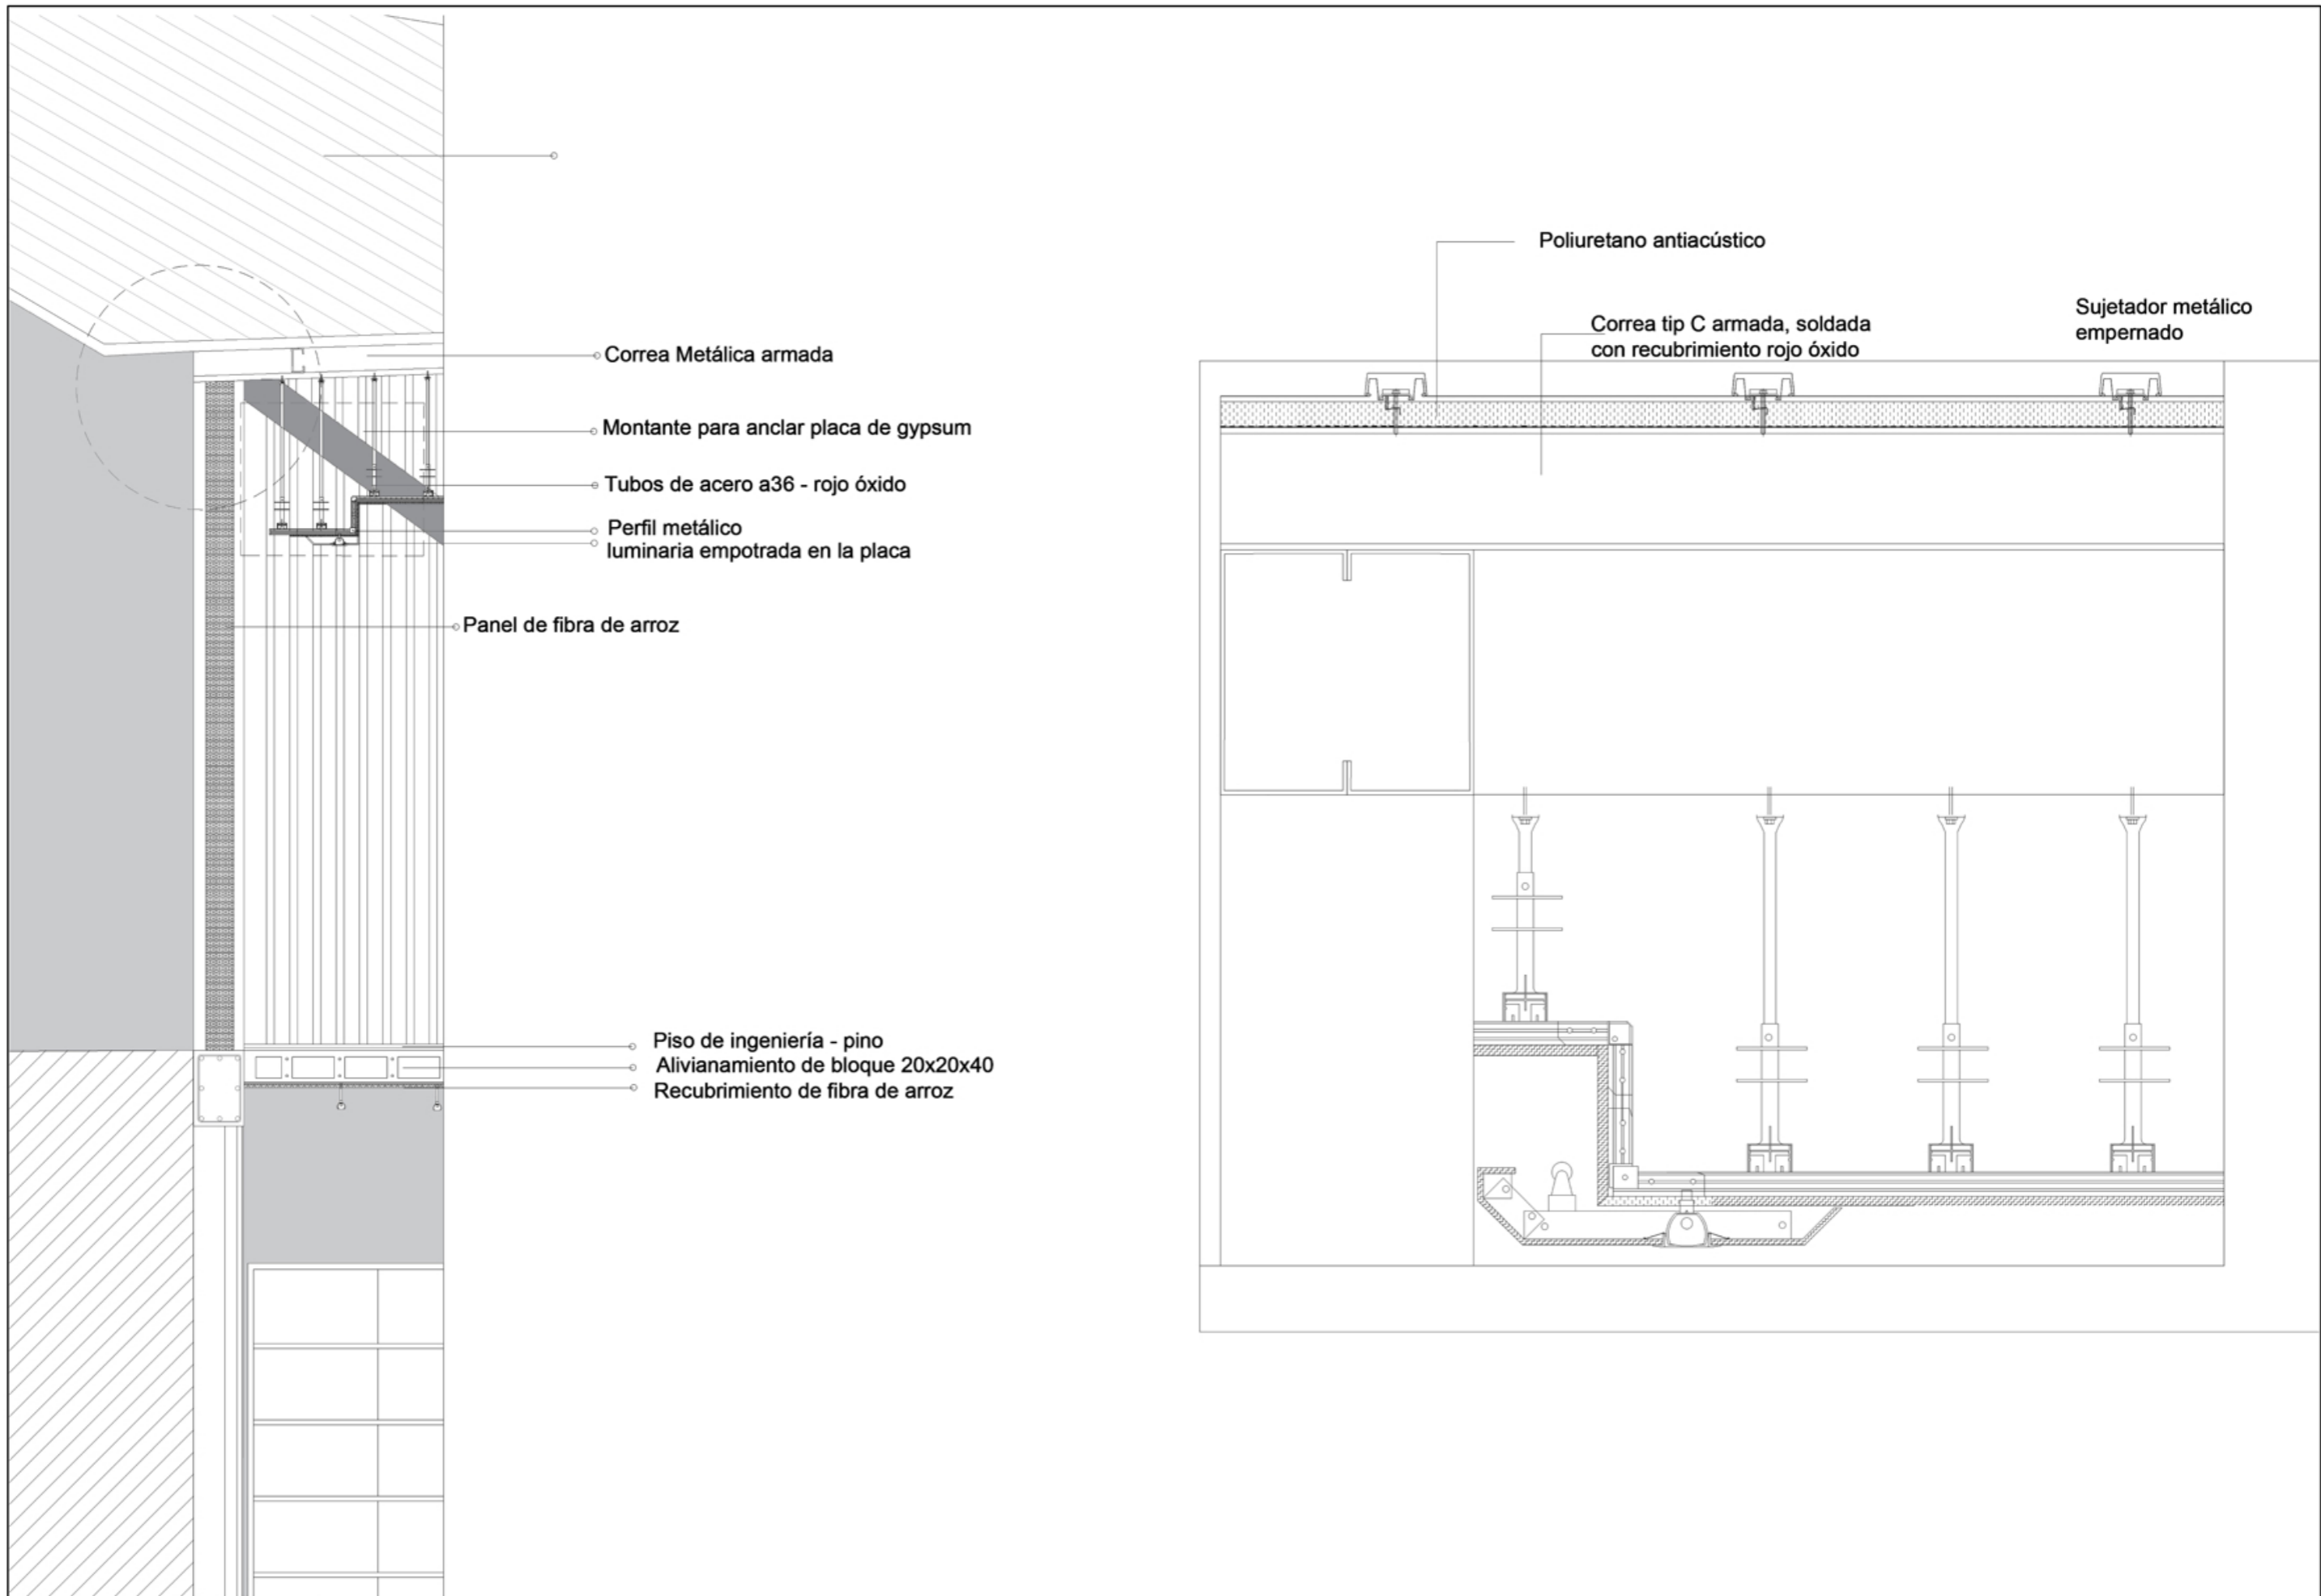 Correa Metálica armada
Montante para anclar placa de gypsum
Tubos de acero a36 - rojo óxido
Perfil metálico
luminaria empotrada en la placa
Panel de fibra de arroz
Piso de ingeniería - pino
Alivianamiento de bloque 20x20x40
Recubrimiento de fibra de arroz
Poliuretano antiacústico
Correa tip C armada, soldada
con recubrimiento rojo óxido
Sujetador metálico
empernado